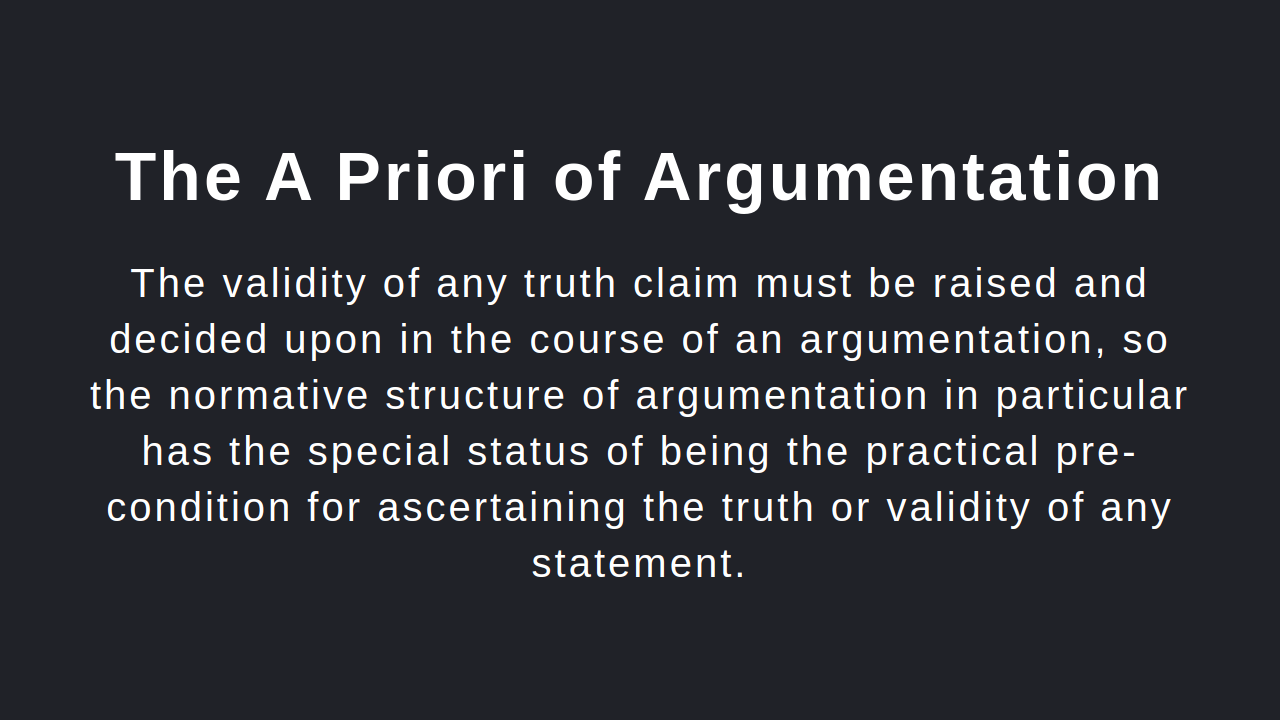 The A Priori of Argumentation
The validity of any truth claim must be raised and
decided upon in the course of an argumentation, so
the normative structure of argumentation in particular
has the special status of being the practical pre-
condition for ascertaining the truth or validity of any
statement.